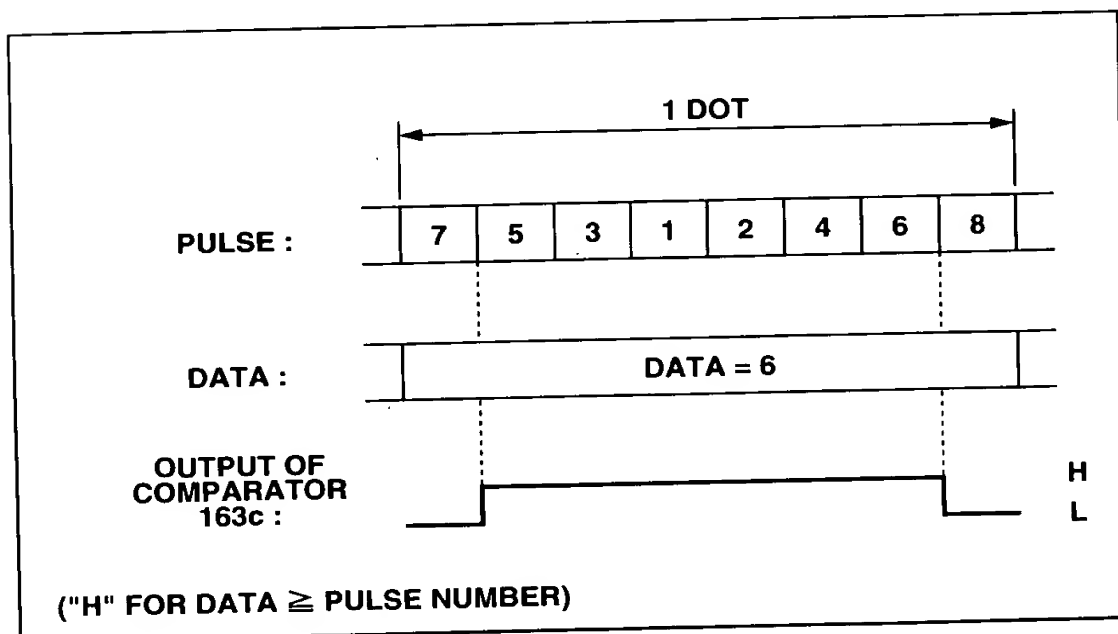 1 DOT
PULSE : 7 5 3 1 2 4 6 8
DATA : DATA = 6
OUTPUT OF
COMPARATOR
163c :
H
L
("H" FOR DATA ≧ PULSE NUMBER)